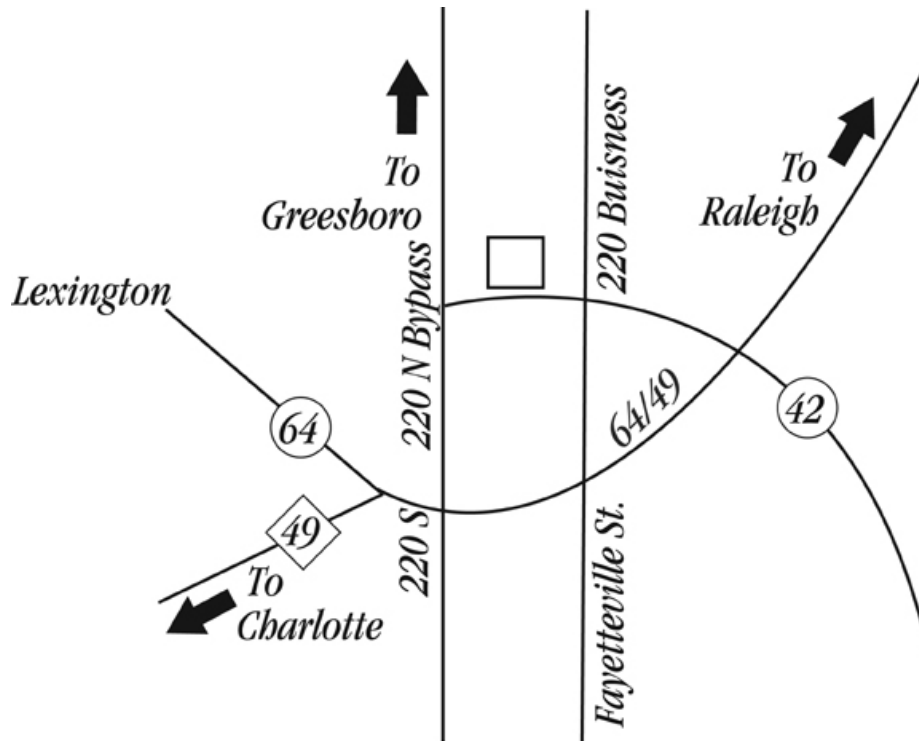 To
Greesboro
220 Buisness
To
Raleigh
Lexington
220 N Bypass
64/49
42
64
49
220 S
To
Charlotte
Fayetteville St.